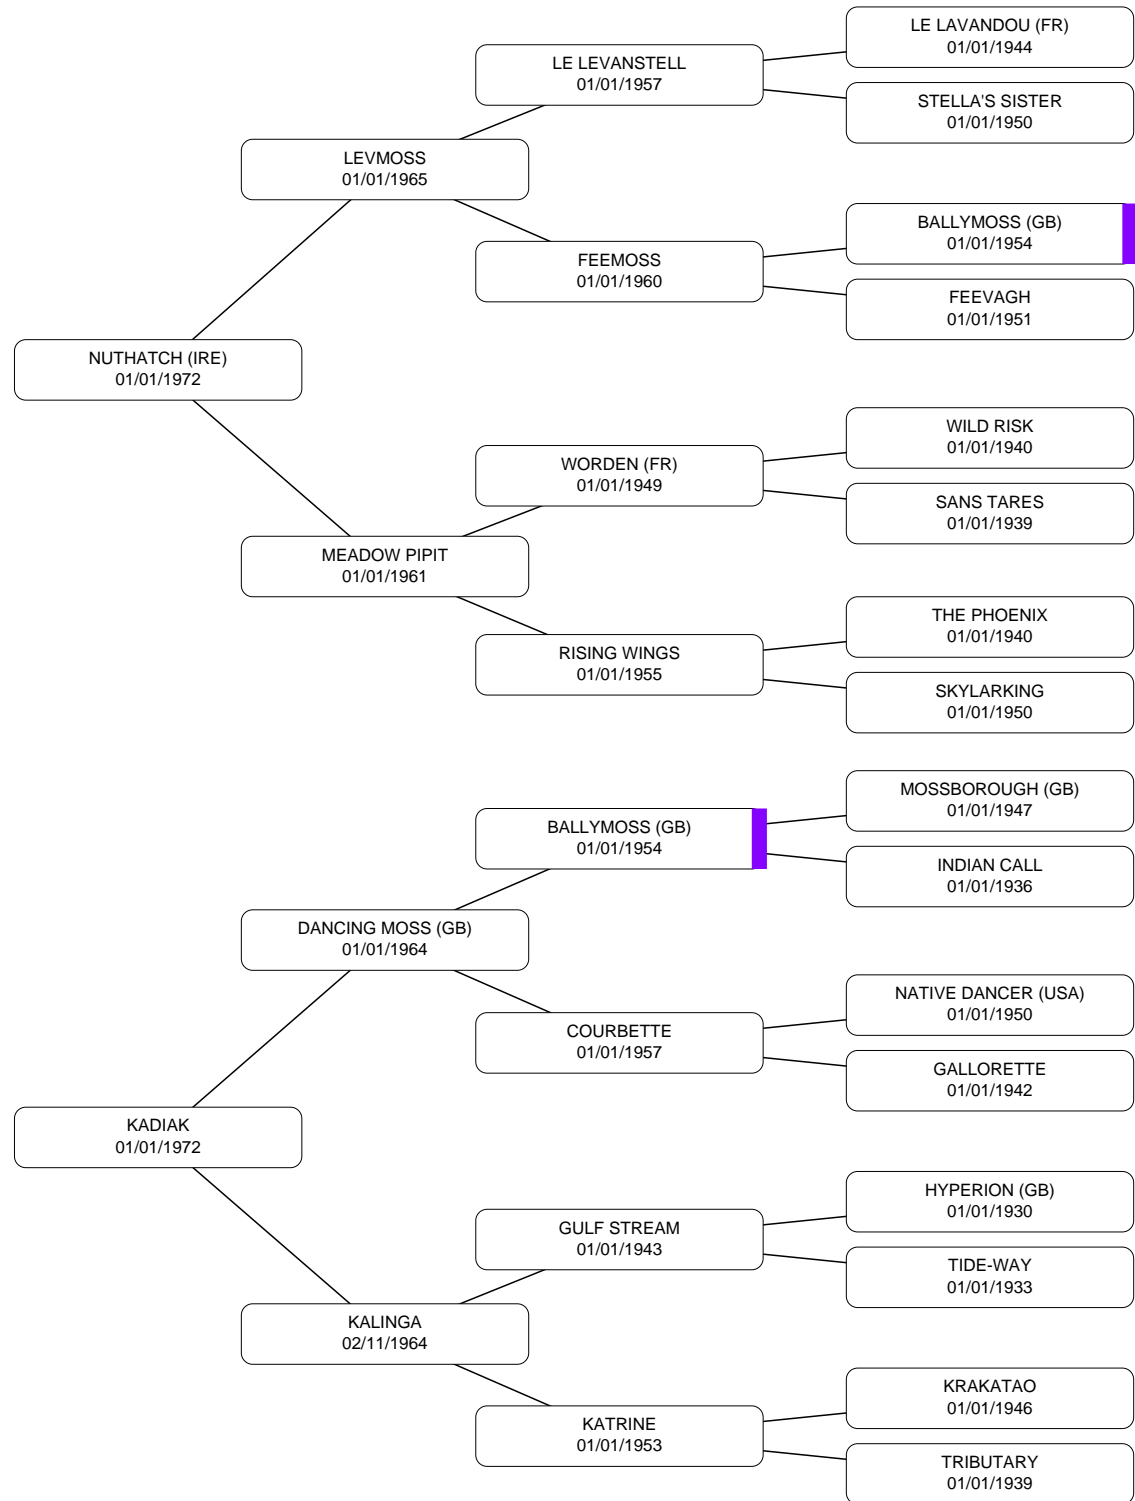 LE LAVANDOU (FR)
01/01/1944
LE LEVANSTELL
01/01/1957
STELLA'S SISTER
01/01/1950
LEVMOSS
01/01/1965
BALLYMOSS (GB)
01/01/1954
FEEMOSS
01/01/1960
FEEVAGH
01/01/1951
NUTHATCH (IRE)
01/01/1972
WILD RISK
01/01/1940
WORDEN (FR)
01/01/1949
SANS TARES
01/01/1939
MEADOW PIPIT
01/01/1961
THE PHOENIX
01/01/1940
RISING WINGS
01/01/1955
SKYLARKING
01/01/1950
MOSSBOROUGH (GB)
01/01/1947
BALLYMOSS (GB)
01/01/1954
INDIAN CALL
01/01/1936
DANCING MOSS (GB)
01/01/1964
NATIVE DANCER (USA)
01/01/1950
COURBETTE
01/01/1957
GALLORETTE
01/01/1942
KADIAK
01/01/1972
HYPERION (GB)
01/01/1930
GULF STREAM
01/01/1943
TIDE-WAY
01/01/1933
KALINGA
02/11/1964
KRAKATAO
01/01/1946
KATRINE
01/01/1953
TRIBUTARY
01/01/1939